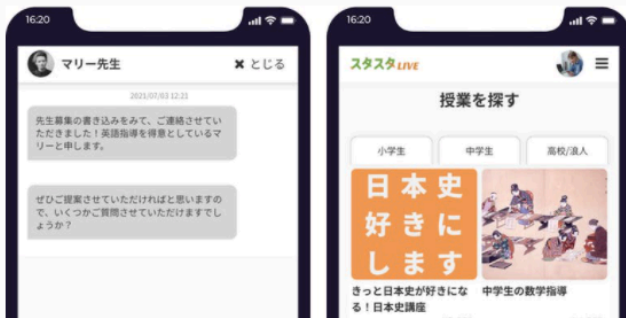 16:20
マリー先生
✖ とじる
2021/07/03 12:21
先生募集の書き込みをみて、ご連絡させてい
ただきました！英語指導を得意としているマ
リーと申します。
ぜひご提案させていただければと思いますの
で、いくつかご質問させていただけますでし
ょうか？
16:20
スタスタLIVE
授業を探す
小学生
中学生
高校/浪人
日本史
好きに
します
きっと日本史が好きにな
る！日本史講座
中学生の数学指導